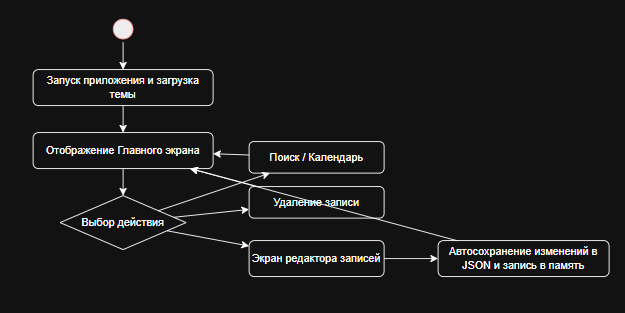 Запуск приложения и загрузка
темы
Отображение Главного экрана
Поиск / Календарь
Выбор действия
Удаление записи
Экран редактора записей
Автосохранение изменений в
JSON и запись в память